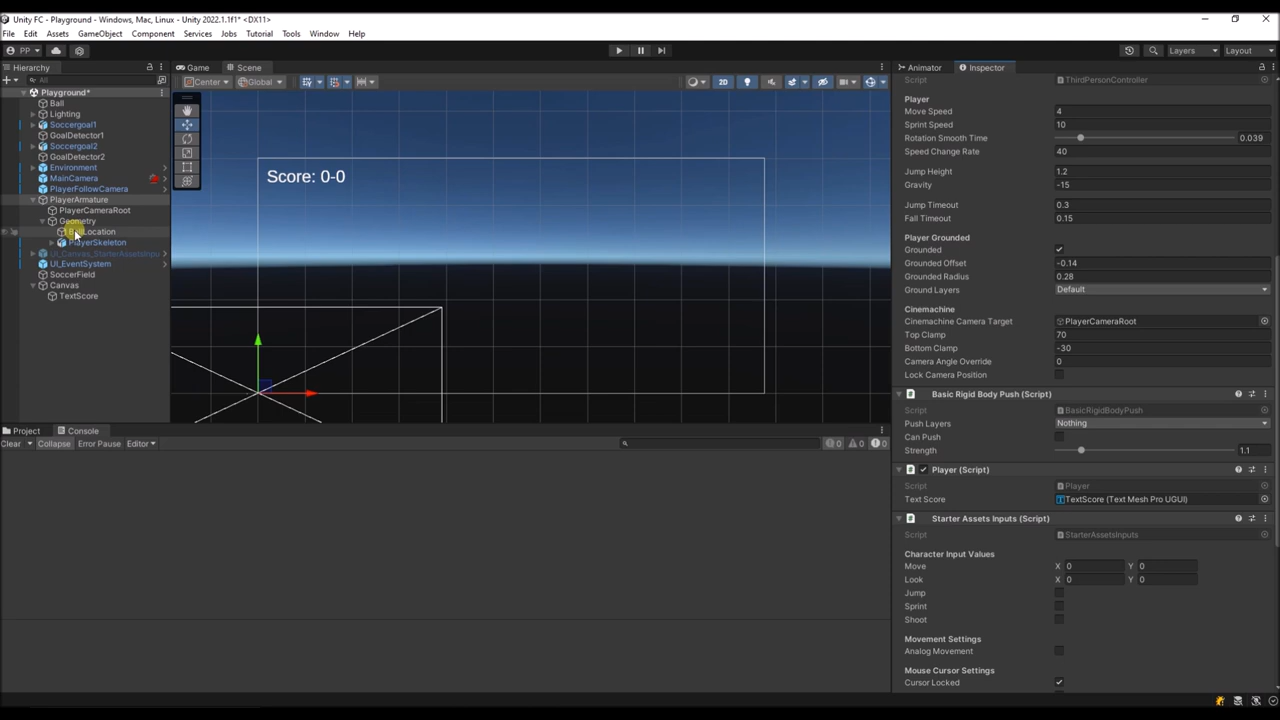 Unity FC - Playground - Windows, Mac, Linux - Unity 2022.1.1f1* <DX11>
File Edit Assets GameObject Component Services Jobs Tutorial Tools Window Help
PP Layers Layout
Hierarchy Game Scene Animator Inspector
All Center Global 2D
Playground*
Ball
Lighting
Soccergoal1
GoalDetector1
Soccergoal2
GoalDetector2
Environment
MainCamera
PlayerFollowCamera
PlayerArmature
PlayerCameraRoot
Geometry
PlayerSkeleton
UI_EventSystem
SoccerField
Canvas
TextScore
Score: 0-0
Project Console
Clear Collapse Error Pause Editor 0 0 0
Script ThirdPersonController
Player
Move Speed 4
Sprint Speed 10
Rotation Smooth Time 0.039
Speed Change Rate 40
Jump Height 1.2
Gravity -15
Jump Timeout 0.3
Fall Timeout 0.15
Player Grounded
Grounded
Grounded Offset -0.14
Grounded Radius 0.28
Ground Layers Default
Cinemachine
Cinemachine Camera Target PlayerCameraRoot
Top Clamp 70
Bottom Clamp -30
Camera Angle Override 0
Lock Camera Position
Basic Rigid Body Push (Script)
Script BasicRigidBodyPush
Push Layers Nothing
Can Push
Strength 1.1
Player (Script)
Script Player
Text Score TextScore (Text Mesh Pro UGUI)
Starter Assets Inputs (Script)
Script StarterAssetsInputs
Character Input Values
Move X 0 Y 0
Look X 0 Y 0
Jump
Sprint
Shoot
Movement Settings
Analog Movement
Mouse Cursor Settings
Cursor Locked